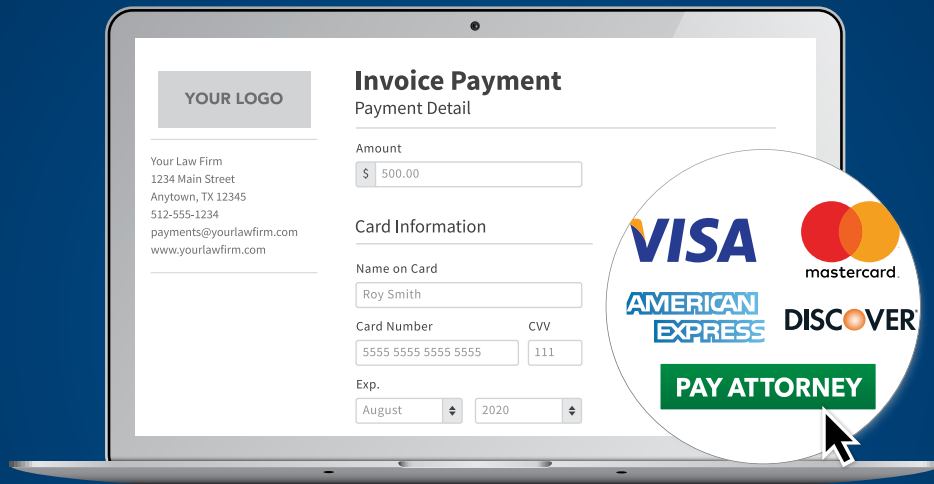 YOUR LOGO
Your Law Firm
1234 Main Street
Anytown, TX 12345
512-555-1234
payments@yourlawfirm.com
www.yourlawfirm.com
Invoice Payment
Payment Detail
Amount
$ 500.00
Card Information
Name on Card
Roy Smith
Card Number CVV
5555 5555 5555 5555 111
Exp.
August 2020
VISA
mastercard.
AMERICAN
EXPRESS
DISCOVER
PAY ATTORNEY